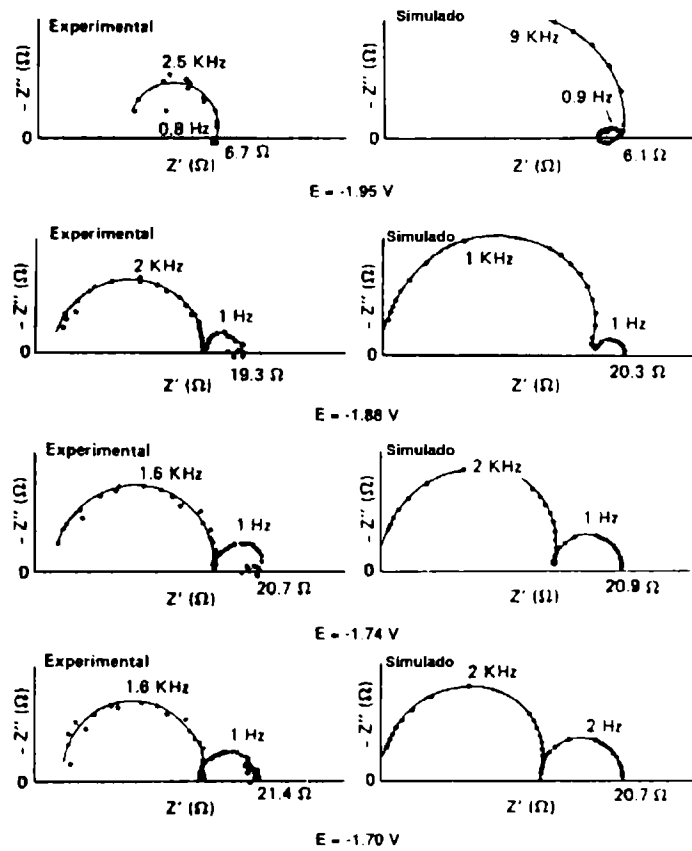 Experimental
- Z'' (Ω)
2.5 KHz
0.8 Hz
0
6.7 Ω
Z' (Ω)
Simulado
- Z'' (Ω)
9 KHz
0.9 Hz
0
6.1 Ω
Z' (Ω)
E = -1.95 V
Experimental
- Z'' (Ω)
2 KHz
1 Hz
0
19.3 Ω
Z' (Ω)
Simulado
- Z'' (Ω)
1 KHz
1 Hz
0
20.3 Ω
Z' (Ω)
E = -1.88 V
Experimental
- Z'' (Ω)
1.6 KHz
1 Hz
0
20.7 Ω
Z' (Ω)
Simulado
- Z'' (Ω)
2 KHz
1 Hz
0
20.9 Ω
Z' (Ω)
E = -1.74 V
Experimental
- Z'' (Ω)
1.6 KHz
1 Hz
0
21.4 Ω
Z' (Ω)
Simulado
- Z'' (Ω)
2 KHz
2 Hz
0
20.7 Ω
Z' (Ω)
E = -1.70 V